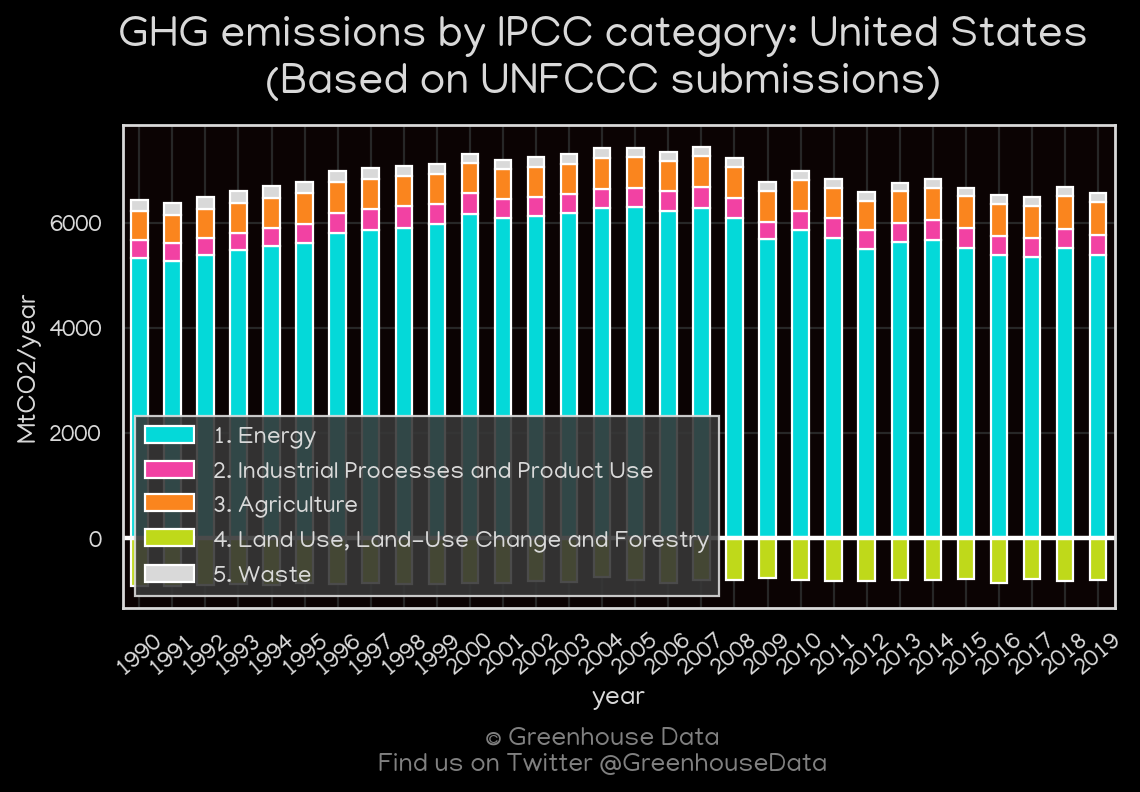 GHG emissions by IPCC category: United States
(Based on UNFCCC submissions)
MtCO2/year
6000
4000
2000
0
1. Energy
2. Industrial Processes and Product Use
3. Agriculture
4. Land Use, Land-Use Change and Forestry
5. Waste
1990 1991 1992 1993 1994 1995 1996 1997 1998 1999 2000 2001 2002 2003 2004 2005 2006 2007 2008 2009 2010 2011 2012 2013 2014 2015 2016 2017 2018 2019
year
© Greenhouse Data
Find us on Twitter @GreenhouseData